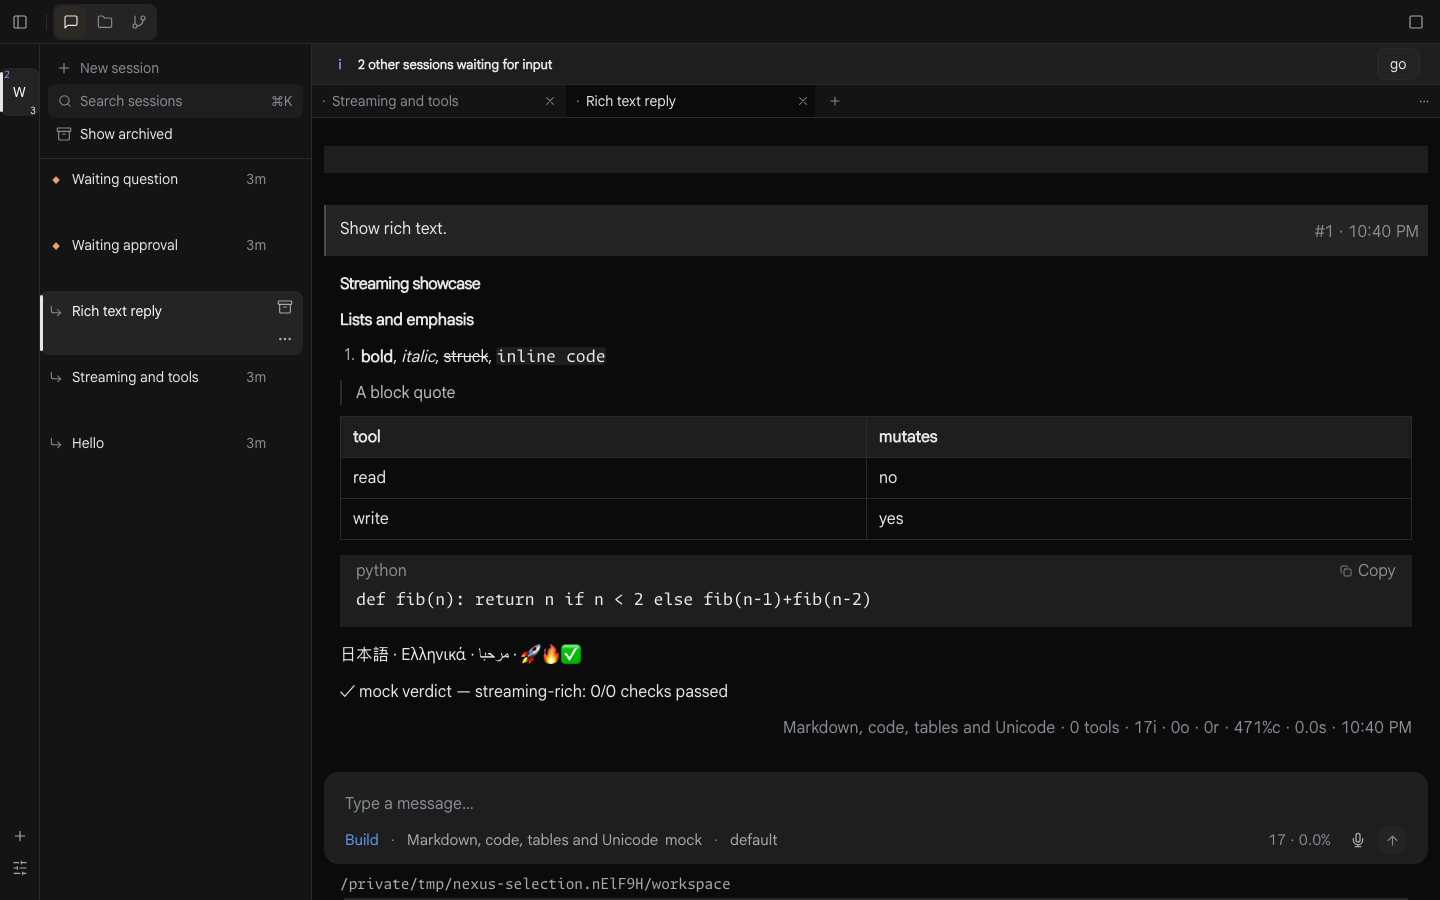 2
W
3
New session
Search sessions ⌘K
Show archived
Waiting question 3m
Waiting approval 3m
Rich text reply
Streaming and tools 3m
Hello 3m
i 2 other sessions waiting for input go
· Streaming and tools
· Rich text reply
Show rich text. #1 · 10:40 PM
Streaming showcase
Lists and emphasis
1. bold, italic, struck, inline code
A block quote
tool mutates
read no
write yes
python Copy
def fib(n): return n if n < 2 else fib(n-1)+fib(n-2)
日本語 · Ελληνικά · مرحبا · 🚀🔥✅
✓ mock verdict — streaming-rich: 0/0 checks passed
Markdown, code, tables and Unicode · 0 tools · 17i · 0o · 0r · 471%c · 0.0s · 10:40 PM
Type a message...
Build · Markdown, code, tables and Unicode mock · default 17 · 0.0%
/private/tmp/nexus-selection.nElF9H/workspace